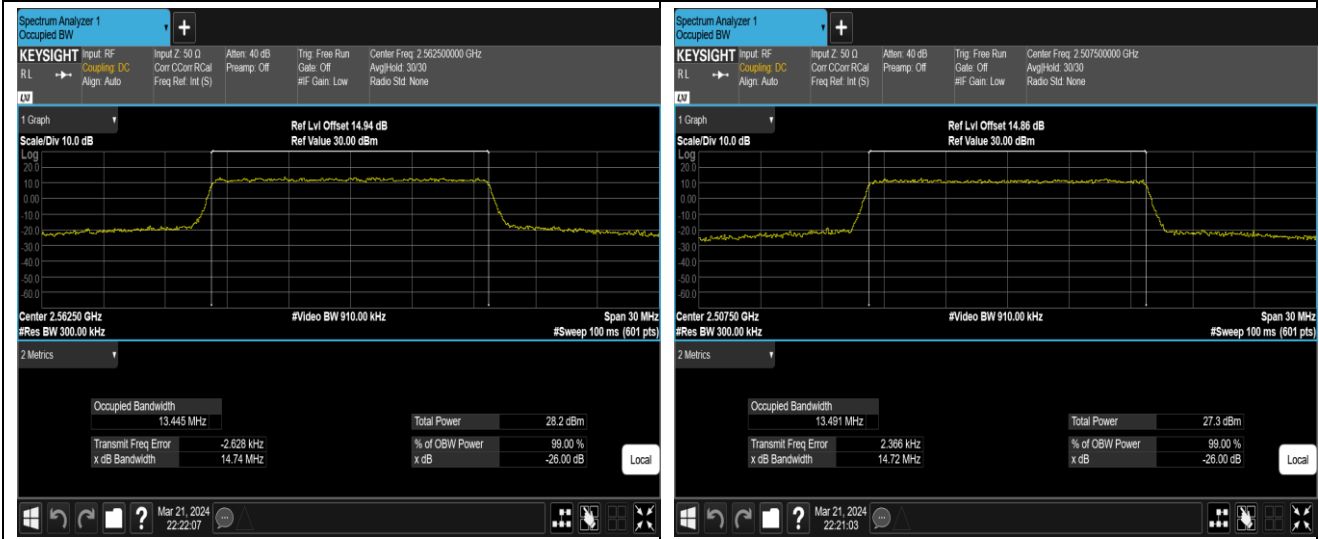 Spectrum Analyzer 1
Occupied BW
+
KEYSIGHT
RL
LXI
Input: RF
Coupling: DC
Align: Auto
Input Z: 50 Ω
Corr CCorr RCal
Freq Ref: Int (S)
Atten: 40 dB
Preamp: Off
Trig: Free Run
Gate: Off
#IF Gain: Low
Center Freq: 2.562500000 GHz
Avg|Hold: 30/30
Radio Std: None
1 Graph
Scale/Div 10.0 dB
Ref Lvl Offset 14.94 dB
Ref Value 30.00 dBm
Log
20.0
10.0
0.00
-10.0
-20.0
-30.0
-40.0
-50.0
-60.0
Center 2.56250 GHz
#Res BW 300.00 kHz
#Video BW 910.00 kHz
Span 30 MHz
#Sweep 100 ms (601 pts)
2 Metrics
Occupied Bandwidth
13.445 MHz
Total Power 28.2 dBm
Transmit Freq Error -2.628 kHz
% of OBW Power 99.00 %
x dB Bandwidth 14.74 MHz
x dB -26.00 dB
Local
?
Mar 21, 2024
22:22:07
Spectrum Analyzer 1
Occupied BW
+
KEYSIGHT
RL
LXI
Input: RF
Coupling: DC
Align: Auto
Input Z: 50 Ω
Corr CCorr RCal
Freq Ref: Int (S)
Atten: 40 dB
Preamp: Off
Trig: Free Run
Gate: Off
#IF Gain: Low
Center Freq: 2.507500000 GHz
Avg|Hold: 30/30
Radio Std: None
1 Graph
Scale/Div 10.0 dB
Ref Lvl Offset 14.86 dB
Ref Value 30.00 dBm
Log
20.0
10.0
0.00
-10.0
-20.0
-30.0
-40.0
-50.0
-60.0
Center 2.50750 GHz
#Res BW 300.00 kHz
#Video BW 910.00 kHz
Span 30 MHz
#Sweep 100 ms (601 pts)
2 Metrics
Occupied Bandwidth
13.491 MHz
Total Power 27.3 dBm
Transmit Freq Error 2.366 kHz
% of OBW Power 99.00 %
x dB Bandwidth 14.72 MHz
x dB -26.00 dB
Local
?
Mar 21, 2024
22:21:03